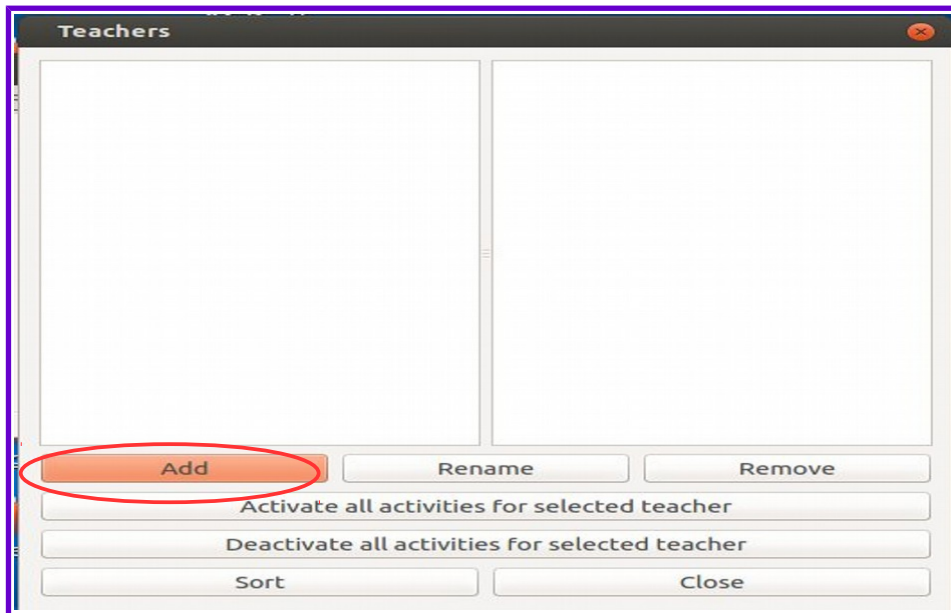 Teachers
Add Rename Remove
Activate all activities for selected teacher
Deactivate all activities for selected teacher
Sort Close